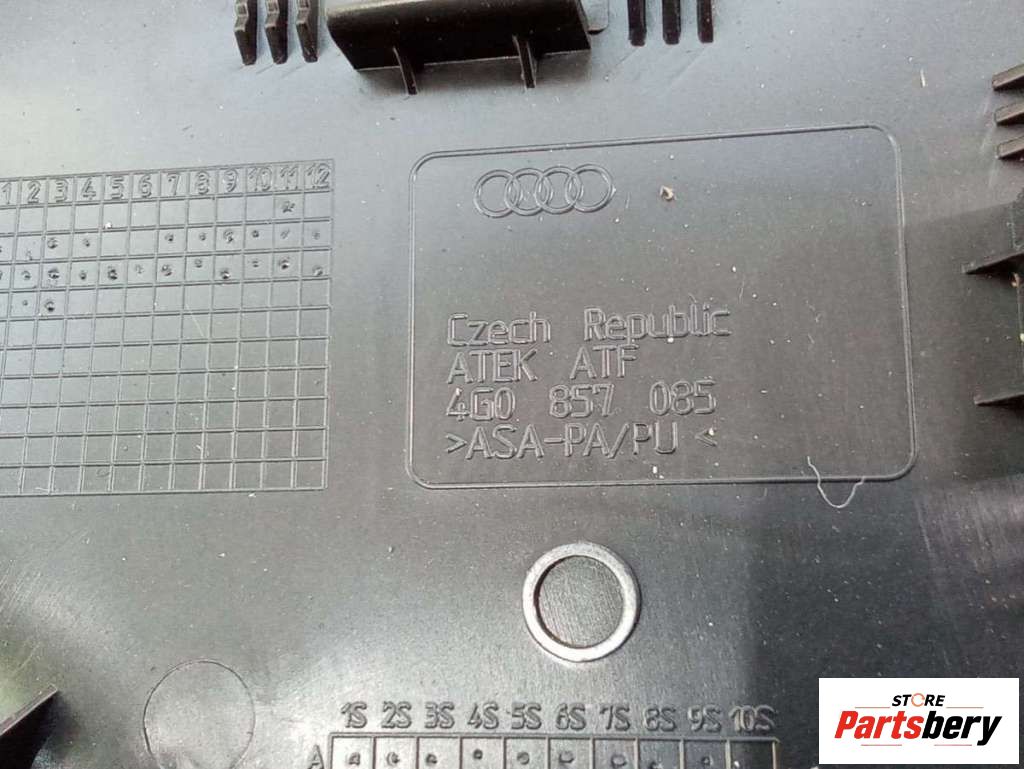 1 2 3 4 5 6 7 8 9 10 11 12
Czech Republic
ATEK ATF
4G0 857 085
>ASA-PA/PU <
1S 2S 3S 4S 5S 6S 7S 8S 9S 10S
A
STORE
Partsbery